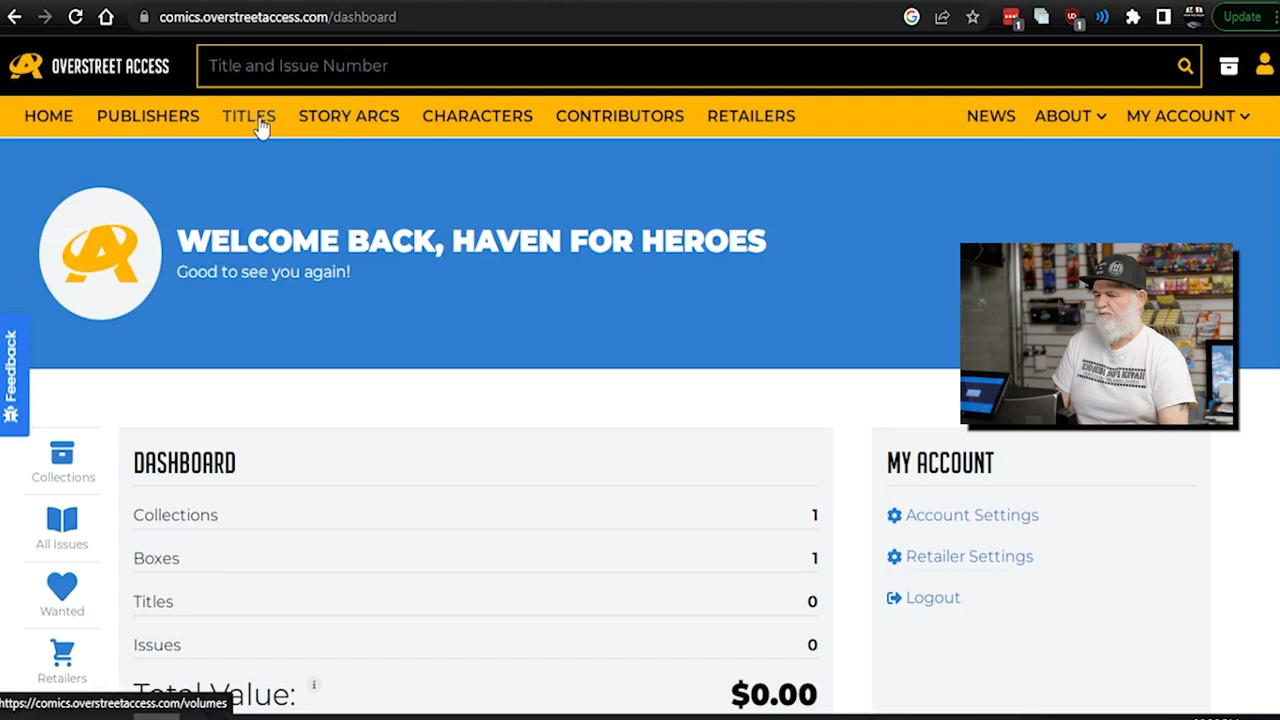 comics.overstreetaccess.com/dashboard
Update
OVERSTREET ACCESS
Title and Issue Number
HOME PUBLISHERS TITLES STORY ARCS CHARACTERS CONTRIBUTORS RETAILERS NEWS ABOUT MY ACCOUNT
WELCOME BACK, HAVEN FOR HEROES
Good to see you again!
Feedback
Collections
All Issues
Wanted
Retailers
DASHBOARD
Collections 1
Boxes 1
Titles 0
Issues 0
Total Value: $0.00
MY ACCOUNT
Account Settings
Retailer Settings
Logout
https://comics.overstreetaccess.com/volumes